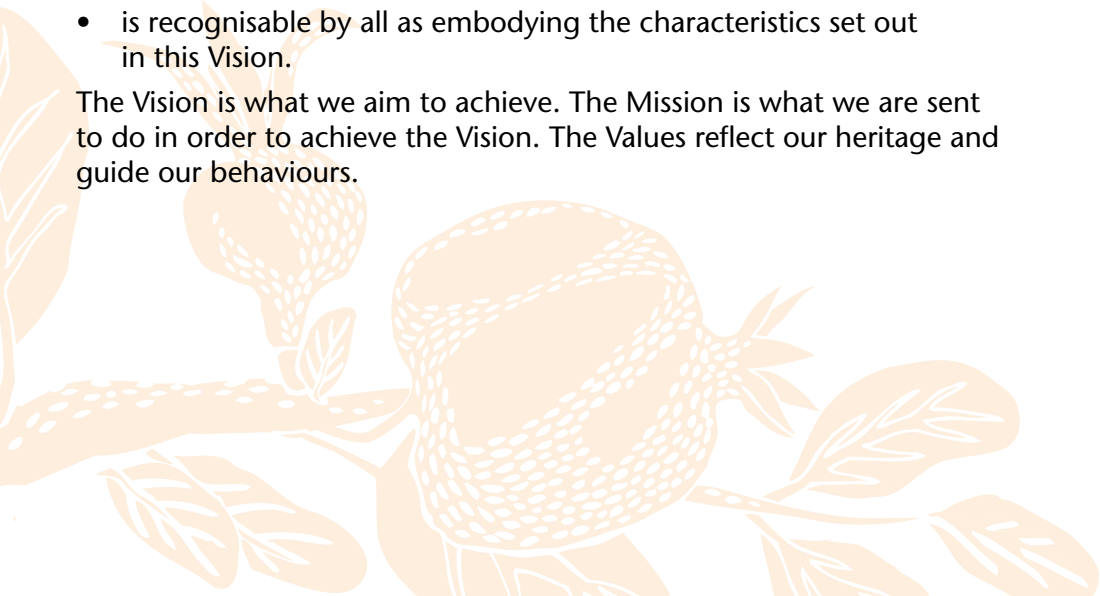 • is recognisable by all as embodying the characteristics set out
in this Vision.
The Vision is what we aim to achieve. The Mission is what we are sent
to do in order to achieve the Vision. The Values reflect our heritage and
guide our behaviours.